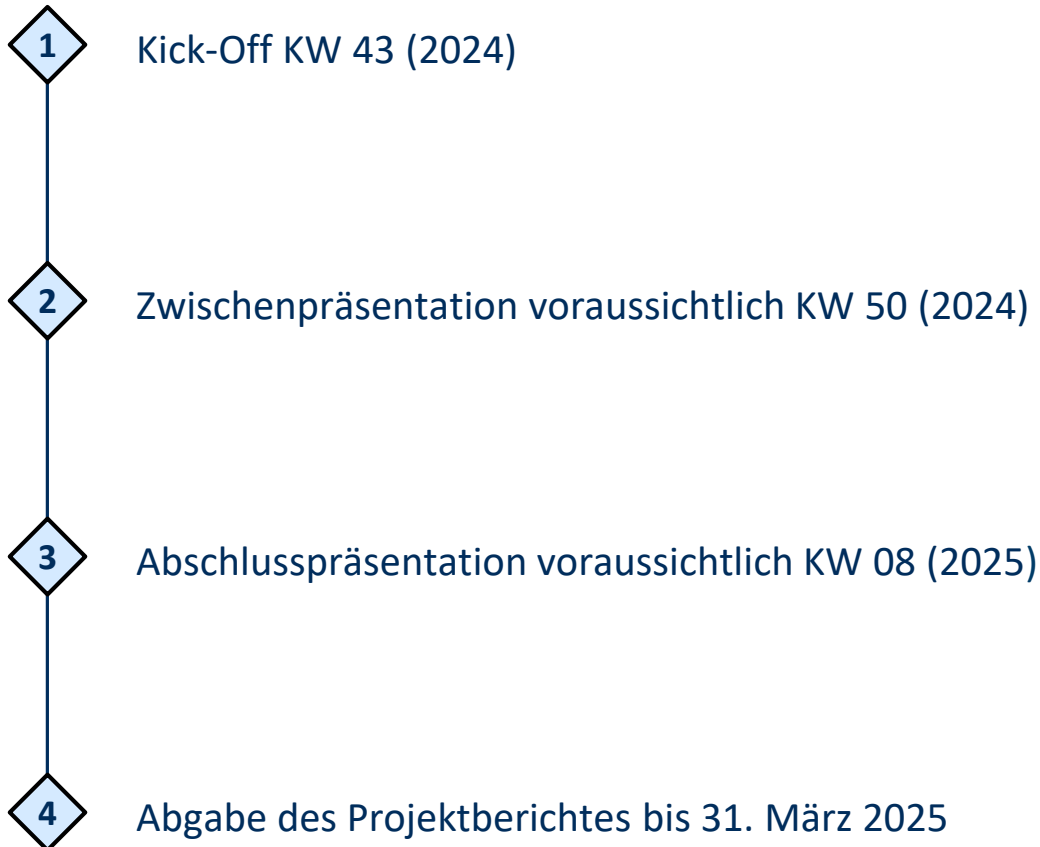 1 Kick-Off KW 43 (2024)
2 Zwischenpräsentation voraussichtlich KW 50 (2024)
3 Abschlusspräsentation voraussichtlich KW 08 (2025)
4 Abgabe des Projektberichtes bis 31. März 2025